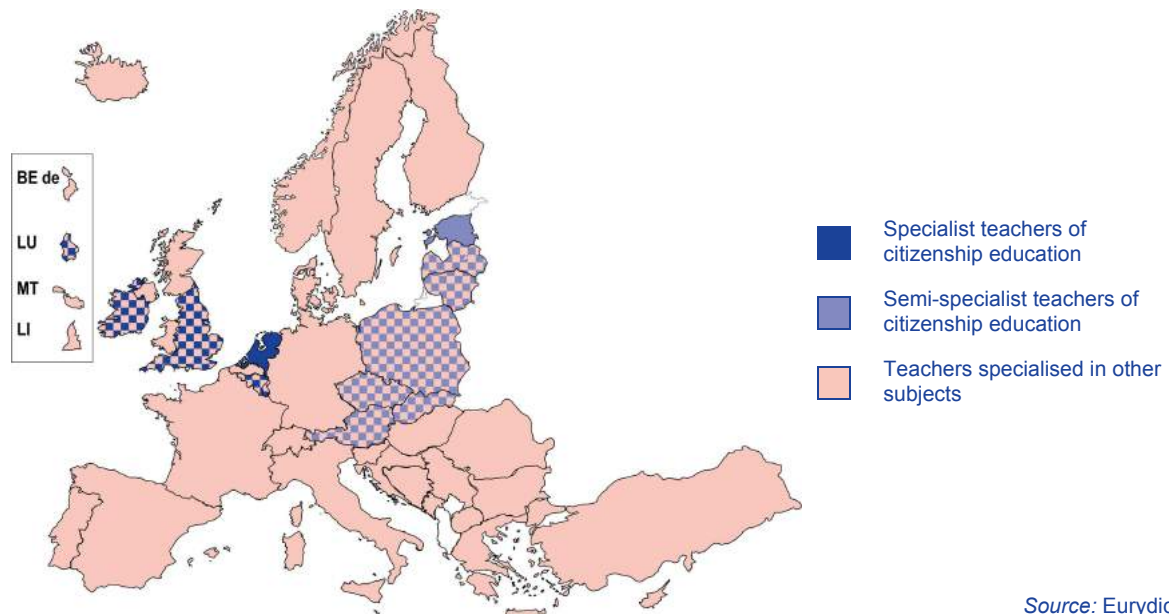 BE de
LU
MT
LI
Specialist teachers of
citizenship education
Semi-specialist teachers of
citizenship education
Teachers specialised in other
subjects
Source: Eurydic